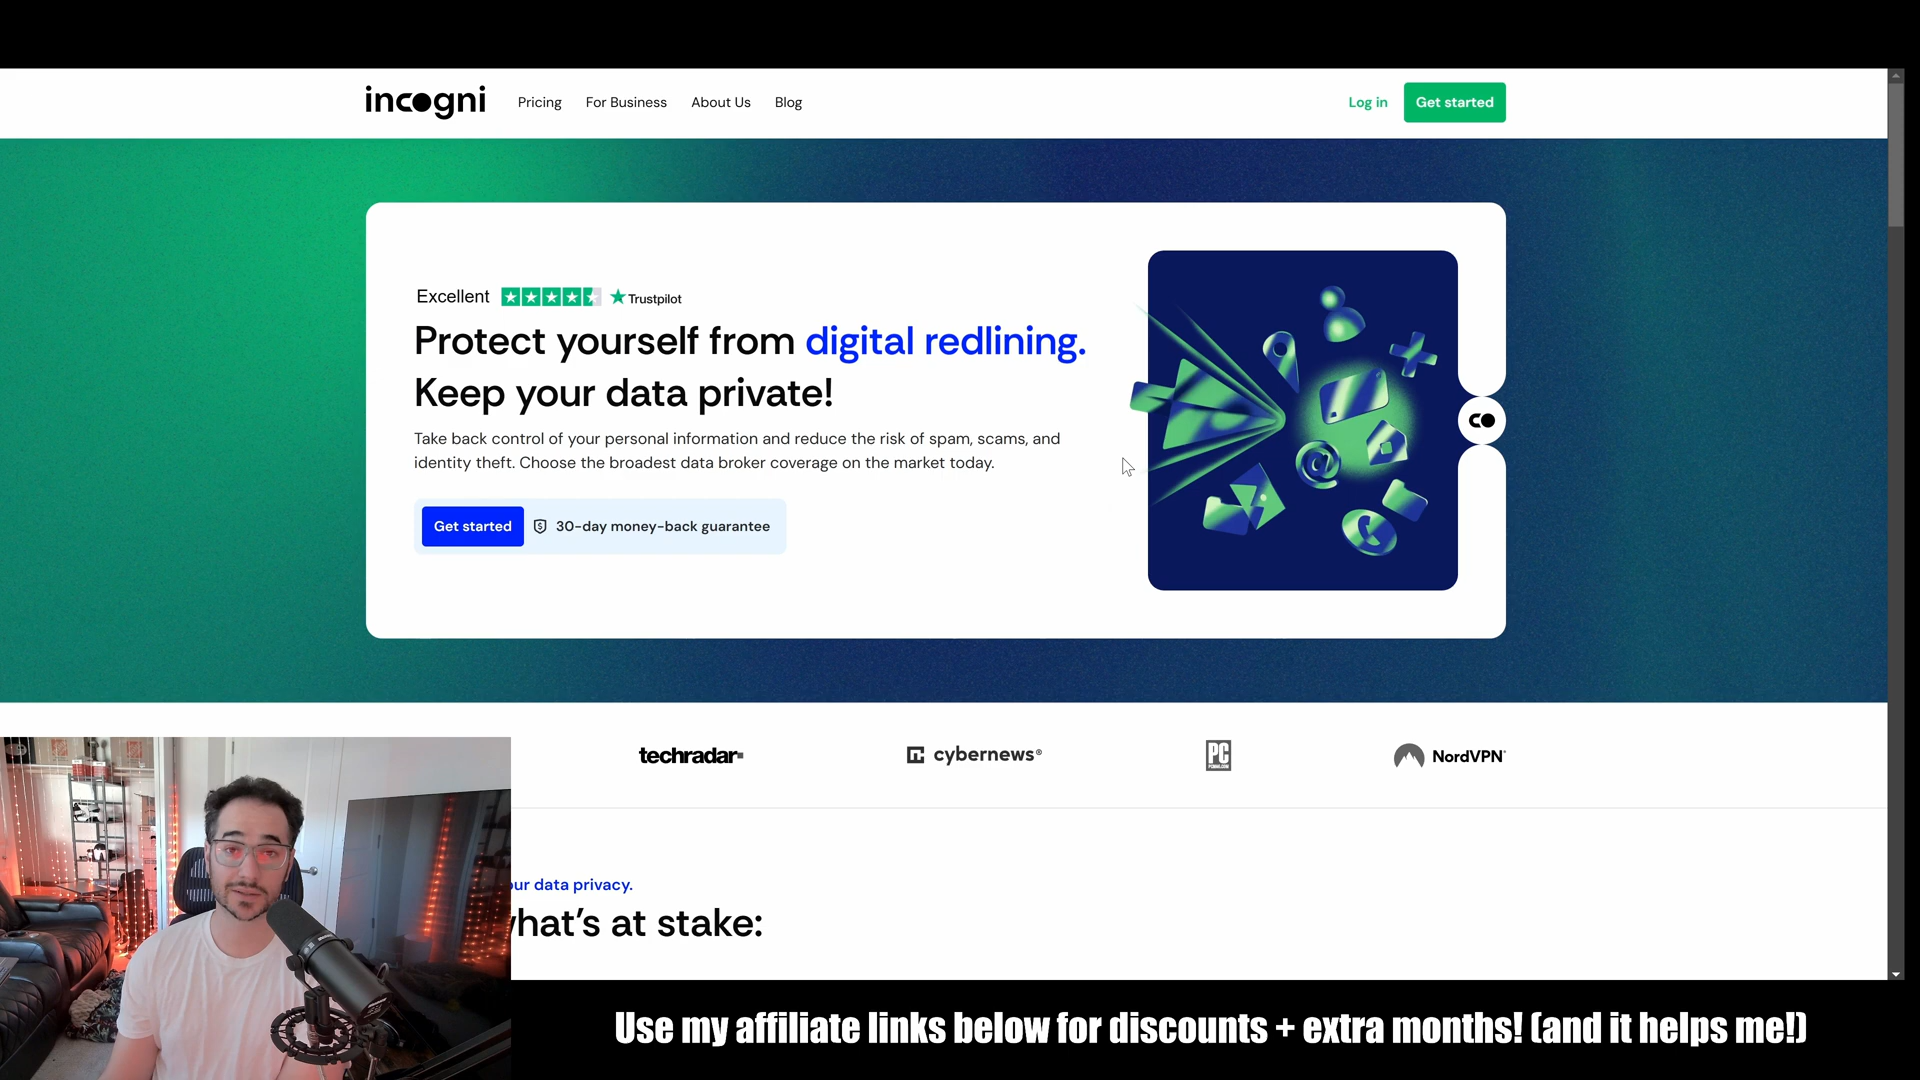 incogni
Pricing
For Business
About Us
Blog
Log in
Get started
Excellent
Trustpilot
Protect yourself from digital redlining.
Keep your data private!
Take back control of your personal information and reduce the risk of spam, scams, and
identity theft. Choose the broadest data broker coverage on the market today.
Get started
30-day money-back guarantee
techradar
cybernews®
PC
NordVPN®
our data privacy.
what's at stake:
Use my affiliate links below for discounts + extra months! (and it helps me!)